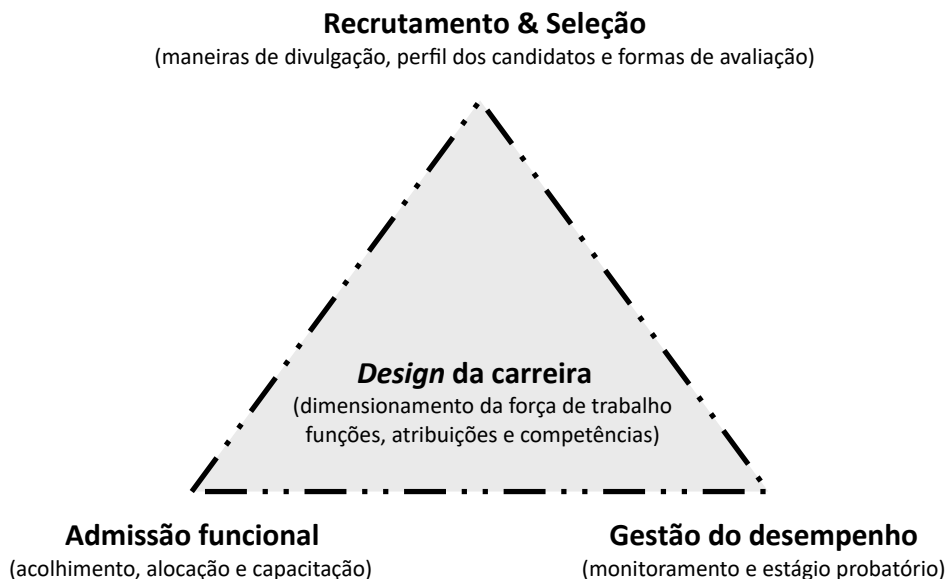 Recrutamento & Seleção
(maneiras de divulgação, perfil dos candidatos e formas de avaliação)
Design da carreira
(dimensionamento da força de trabalho
funções, atribuições e competências)
Admissão funcional
(acolhimento, alocação e capacitação)
Gestão do desempenho
(monitoramento e estágio probatório)